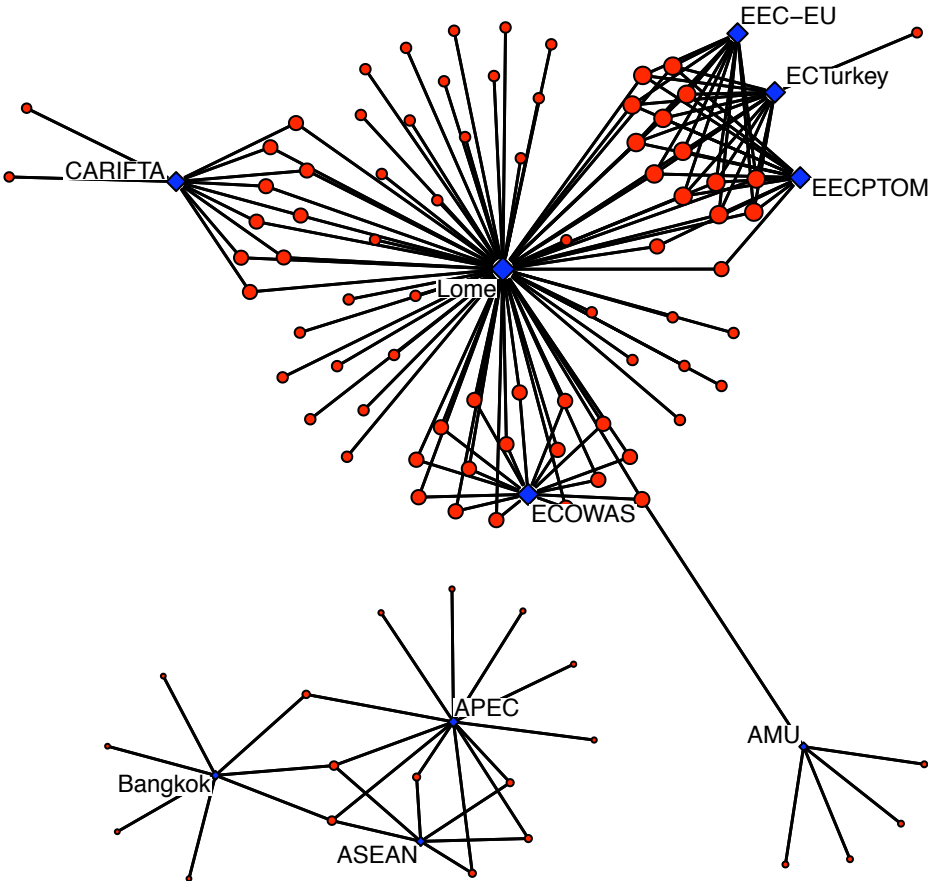 EEC−EU
ECTurkey
CARIFTA
EECPTOM
Lome
ECOWAS
APEC
AMU
Bangkok
ASEAN